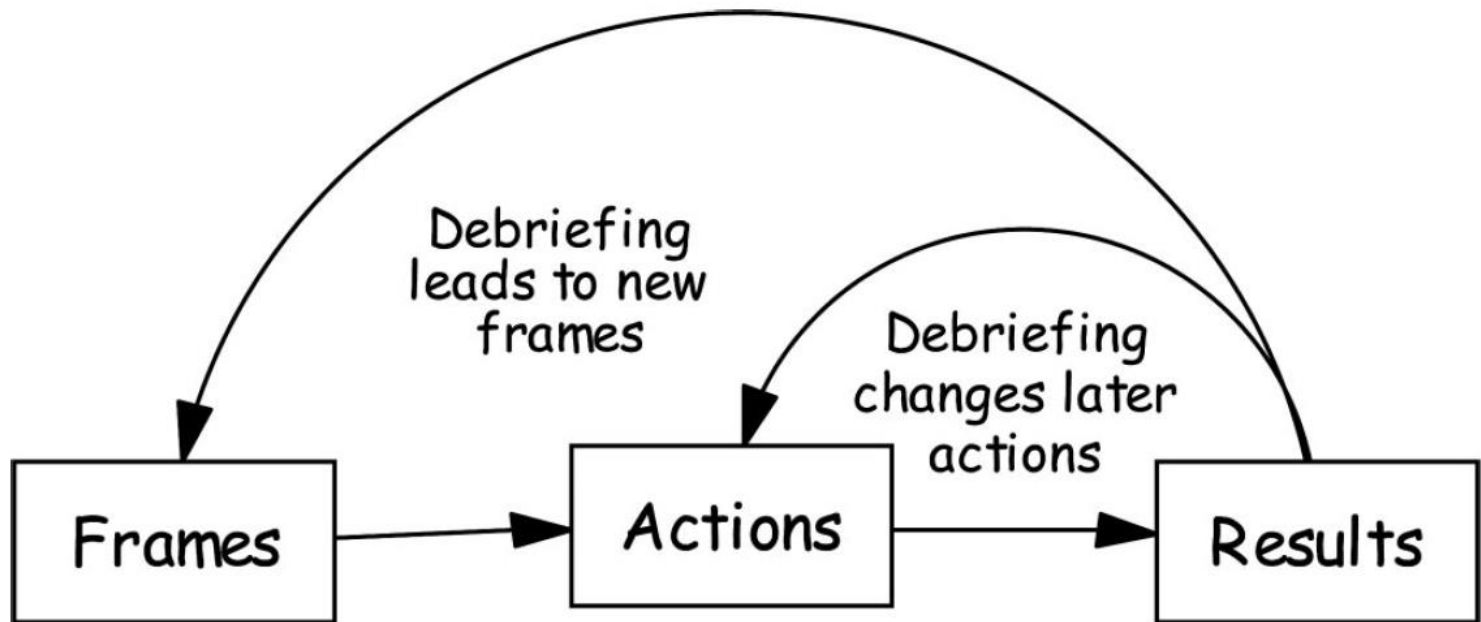 Debriefing
leads to new
frames
Debriefing
changes later
actions
Frames
Actions
Results